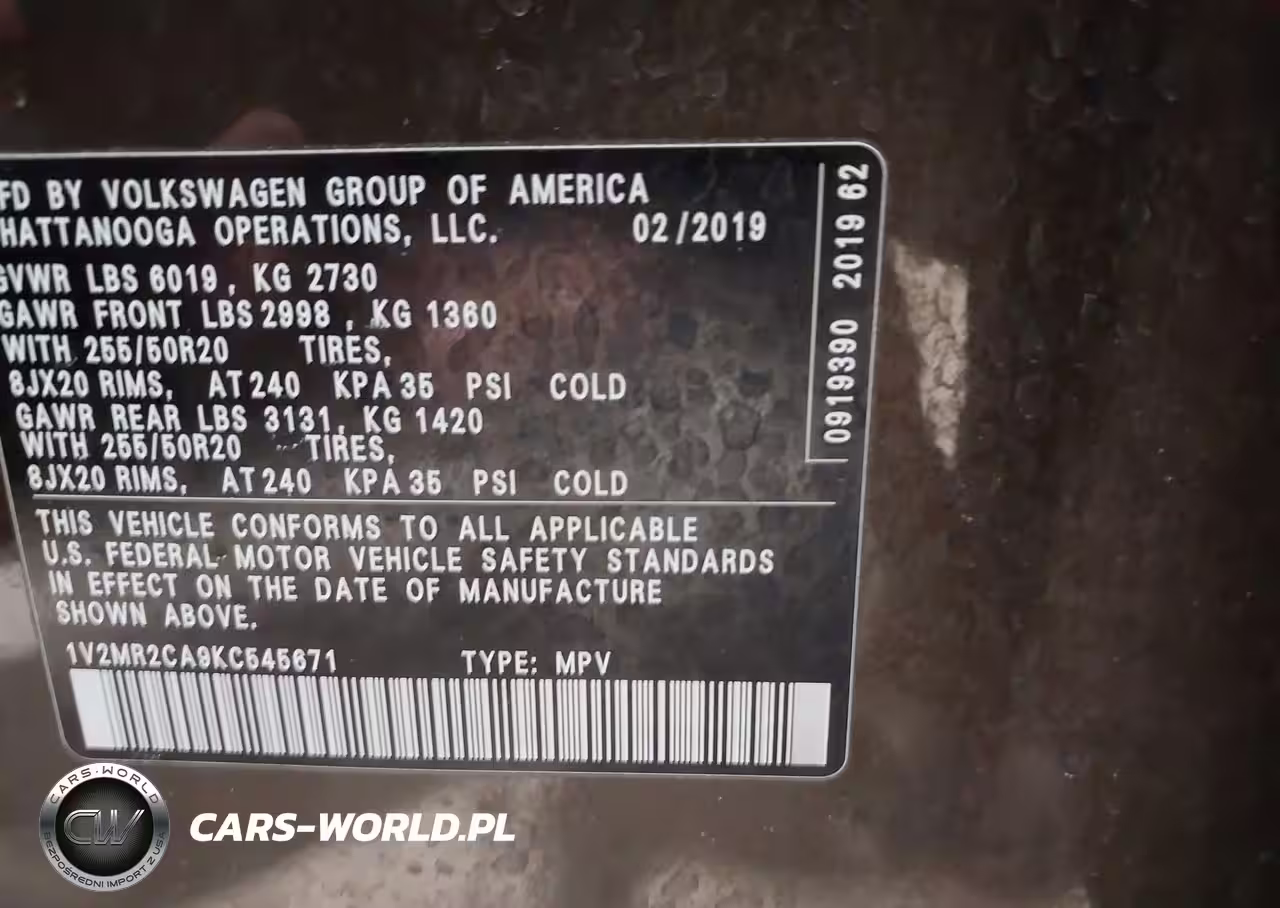 FD BY VOLKSWAGEN GROUP OF AMERICA
HATTANOOGA OPERATIONS, LLC. 02/2019
GVWR LBS 6019, KG 2730
GAWR FRONT LBS 2998, KG 1360
WITH 255/50R20 TIRES,
8JX20 RIMS, AT 240 KPA 35 PSI COLD
GAWR REAR LBS 3131, KG 1420
WITH 255/50R20 TIRES,
8JX20 RIMS, AT 240 KPA 35 PSI COLD
THIS VEHICLE CONFORMS TO ALL APPLICABLE
U.S. FEDERAL MOTOR VEHICLE SAFETY STANDARDS
IN EFFECT ON THE DATE OF MANUFACTURE
SHOWN ABOVE.
1V2MR2CA9KC545671 TYPE: MPV
0919390 2019 62
CARS-WORLD
CW
BEZPOŚREDNI IMPORT Z USA
CARS-WORLD.PL